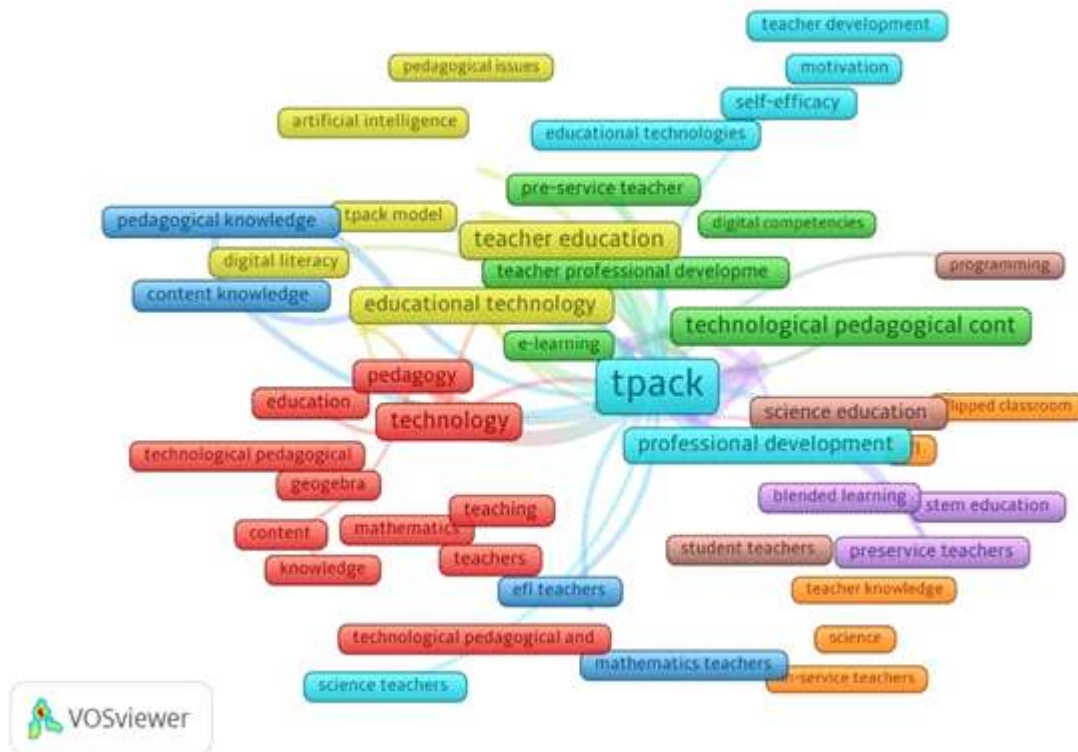 teacher development
pedagogical issues
motivation
self-efficacy
artificial intelligence
educational technologies
pre-service teacher
pedagogical knowledge
tpack model
digital competencies
teacher education
digital literacy
teacher professional developme
programming
content knowledge
educational technology
technological pedagogical cont
e-learning
pedagogy
tpack
education
technology
science education
lipped classroom
professional development
technological pedagogical
geogebra
blended learning
stem education
teaching
content
mathematics
student teachers
preservice teachers
knowledge
teachers
efl teachers
teacher knowledge
technological pedagogical and
science
mathematics teachers
science teachers
in-service teachers
VOSviewer